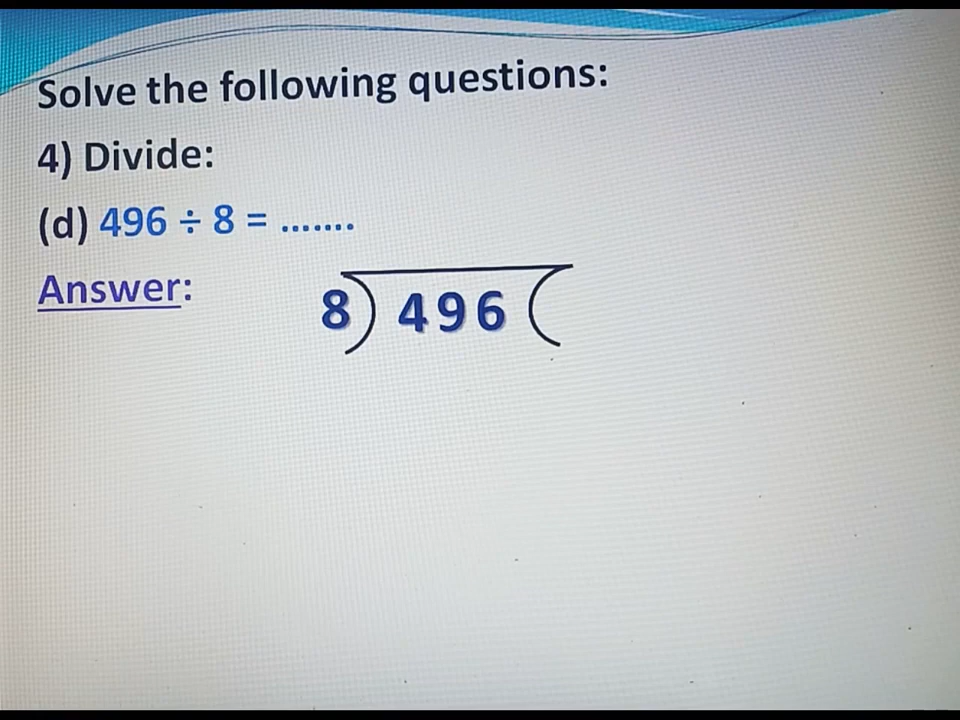 Solve the following questions:
4) Divide:
(d) 496 ÷ 8 = .......
Answer:
8) 496 (